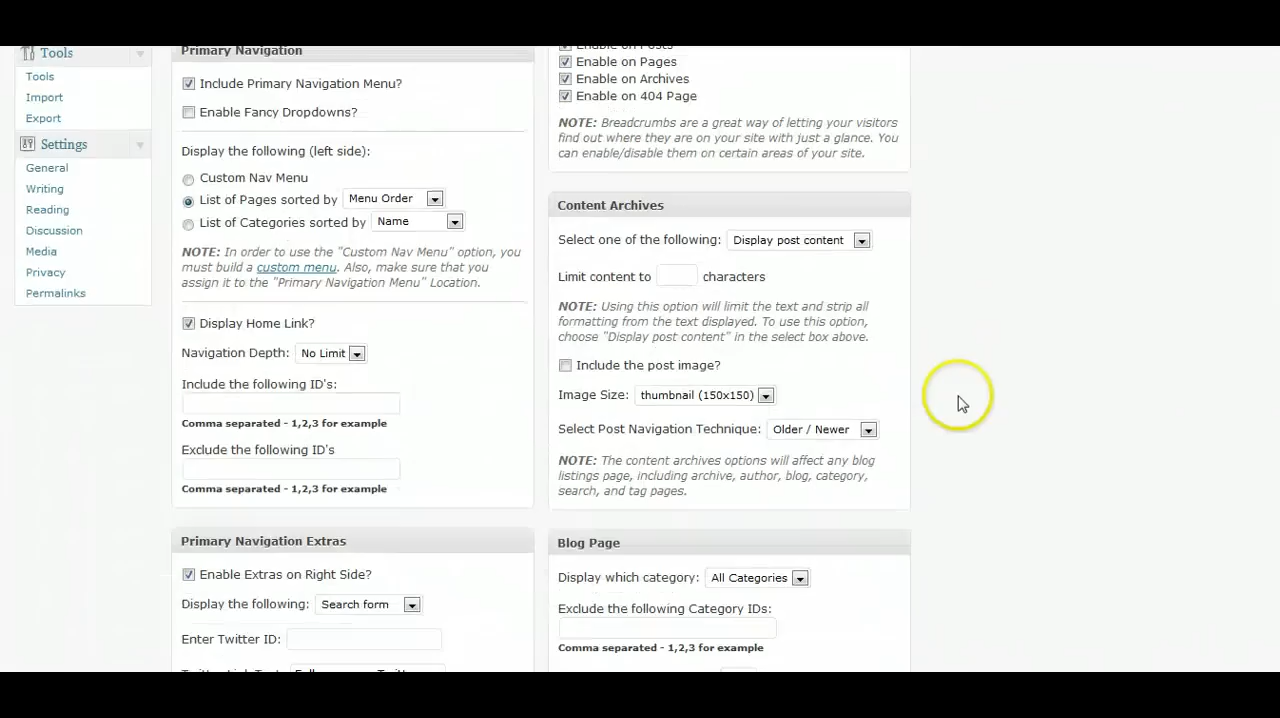 Tools
Tools
Import
Export
Settings
General
Writing
Reading
Discussion
Media
Privacy
Permalinks
Primary Navigation
Include Primary Navigation Menu?
Enable Fancy Dropdowns?
Display the following (left side):
Custom Nav Menu
List of Pages sorted by Menu Order
List of Categories sorted by Name
NOTE: In order to use the "Custom Nav Menu" option, you
must build a custom menu. Also, make sure that you
assign it to the "Primary Navigation Menu" Location.
Display Home Link?
Navigation Depth: No Limit
Include the following ID's:
Comma separated - 1,2,3 for example
Exclude the following ID's
Comma separated - 1,2,3 for example
Primary Navigation Extras
Enable Extras on Right Side?
Display the following: Search form
Enter Twitter ID:
Enable on Posts
Enable on Pages
Enable on Archives
Enable on 404 Page
NOTE: Breadcrumbs are a great way of letting your visitors
find out where they are on your site with just a glance. You
can enable/disable them on certain areas of your site.
Content Archives
Select one of the following: Display post content
Limit content to characters
NOTE: Using this option will limit the text and strip all
formatting from the text displayed. To use this option,
choose "Display post content" in the select box above.
Include the post image?
Image Size: thumbnail (150x150)
Select Post Navigation Technique: Older / Newer
NOTE: The content archives options will affect any blog
listings page, including archive, author, blog, category,
search, and tag pages.
Blog Page
Display which category: All Categories
Exclude the following Category IDs:
Comma separated - 1,2,3 for example